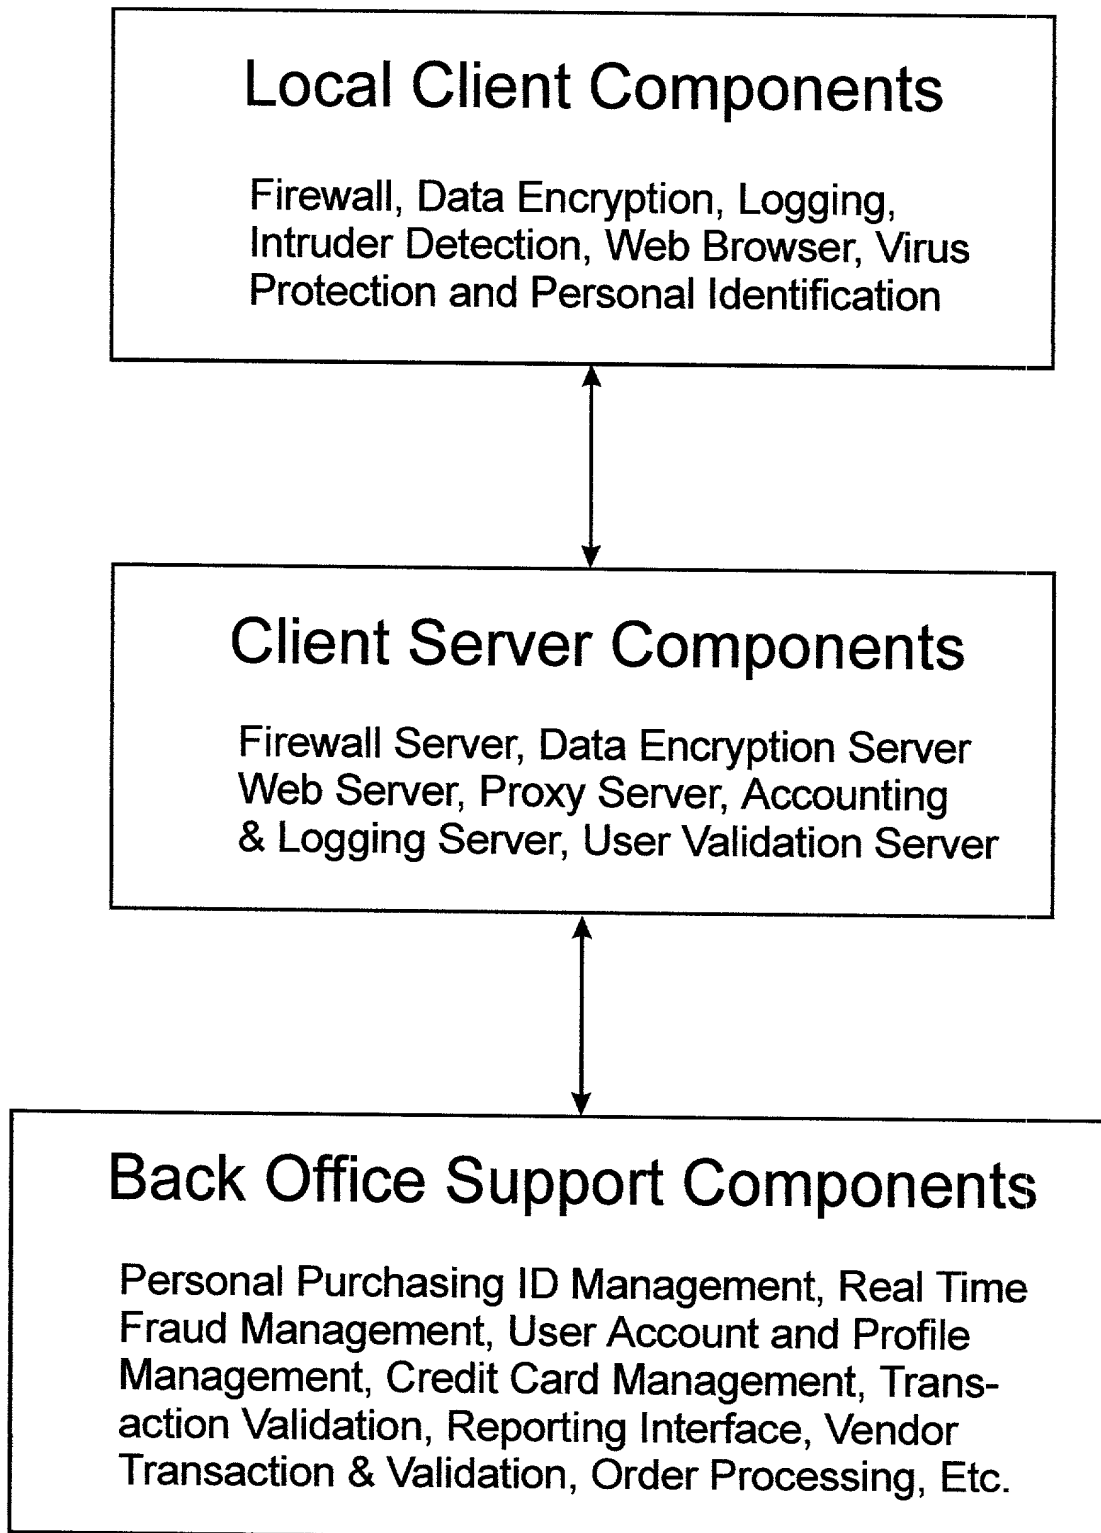 Local Client Components
Firewall, Data Encryption, Logging,
Intruder Detection, Web Browser, Virus
Protection and Personal Identification
Client Server Components
Firewall Server, Data Encryption Server
Web Server, Proxy Server, Accounting
& Logging Server, User Validation Server
Back Office Support Components
Personal Purchasing ID Management, Real Time
Fraud Management, User Account and Profile
Management, Credit Card Management, Trans-
action Validation, Reporting Interface, Vendor
Transaction & Validation, Order Processing, Etc.